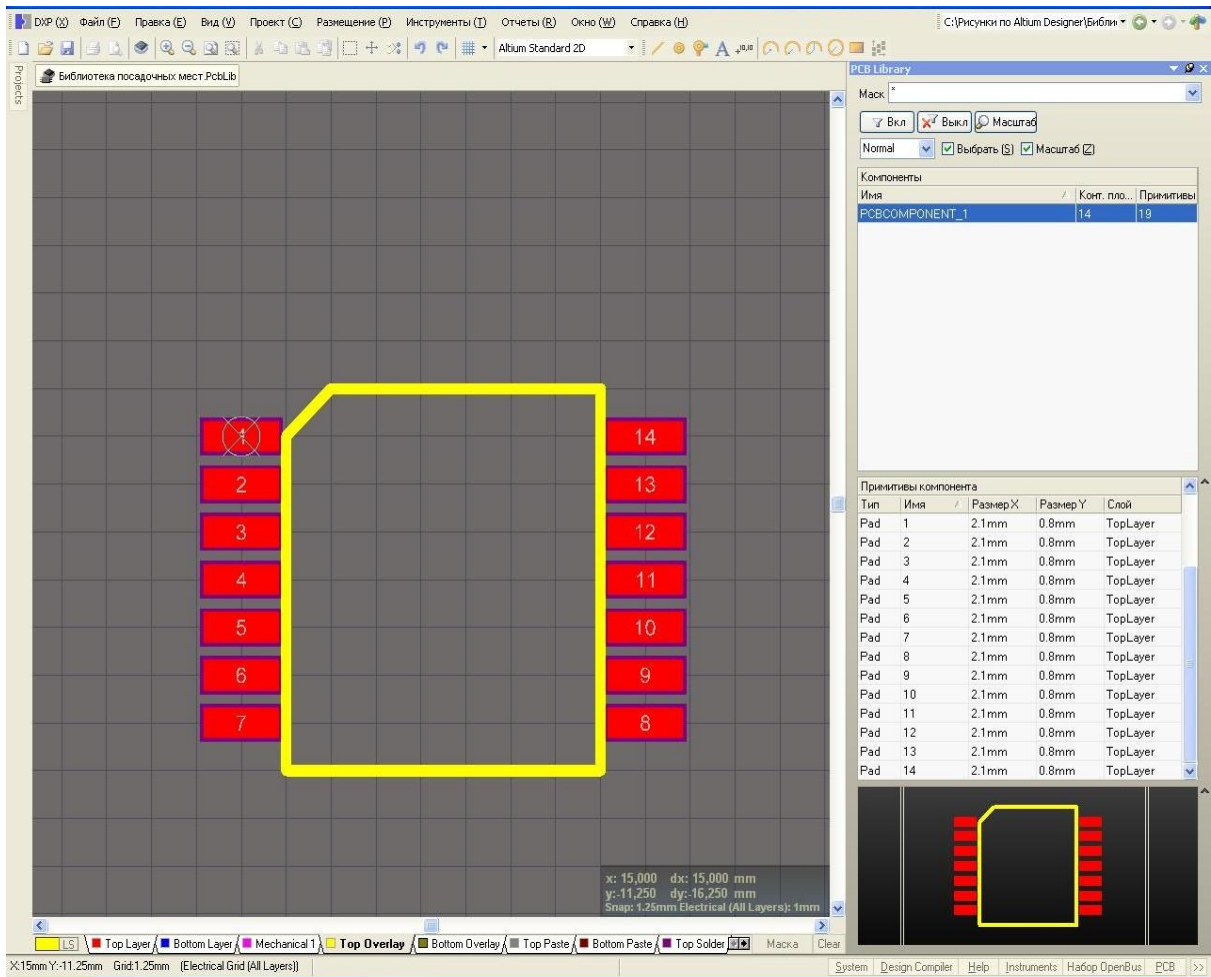 DXP (X) Файл (F) Правка (E) Вид (V) Проект (C) Размещение (P) Инструменты (T) Отчеты (R) Окно (W) Справка (H) C:\Рисунки по Altium Designer\Библи
Altium Standard 2D
Projects
Библиотека посадочных мест.PcbLib
PCB Library
Маск *
Вкл Выкл Масштаб
Normal Выбрать (S) Масштаб (Z)
Компоненты
Имя Конт. пло... Примитивы
PCBCOMPONENT_1 14 19
1 14
2 13
3 12
4 11
5 10
6 9
7 8
Примитивы компонента
Тип Имя Размер X Размер Y Слой
Pad 1 2.1mm 0.8mm TopLayer
Pad 2 2.1mm 0.8mm TopLayer
Pad 3 2.1mm 0.8mm TopLayer
Pad 4 2.1mm 0.8mm TopLayer
Pad 5 2.1mm 0.8mm TopLayer
Pad 6 2.1mm 0.8mm TopLayer
Pad 7 2.1mm 0.8mm TopLayer
Pad 8 2.1mm 0.8mm TopLayer
Pad 9 2.1mm 0.8mm TopLayer
Pad 10 2.1mm 0.8mm TopLayer
Pad 11 2.1mm 0.8mm TopLayer
Pad 12 2.1mm 0.8mm TopLayer
Pad 13 2.1mm 0.8mm TopLayer
Pad 14 2.1mm 0.8mm TopLayer
x: 15,000 dx: 15,000 mm
y:-11,250 dy:-16,250 mm
Snap: 1.25mm Electrical (All Layers): 1mm
LS Top Layer Bottom Layer Mechanical 1 Top Overlay Bottom Overlay Top Paste Bottom Paste Top Solder Маска Clear
X:15mm Y:-11.25mm Grid:1.25mm (Electrical Grid (All Layers)) System Design Compiler Help Instruments Набор OpenBus PCB >>